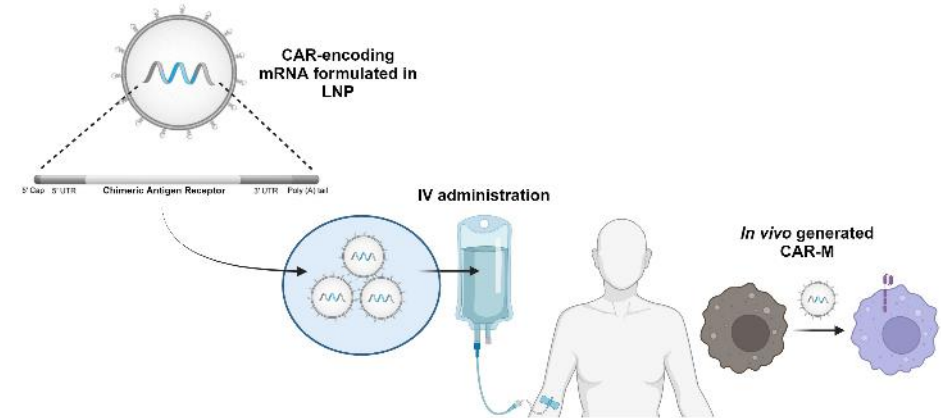 CAR-encoding
mRNA formulated in
LNP
5' Cap 5' UTR Chimeric Antigen Receptor 3' UTR Poly (A) tail
IV administration
In vivo generated
CAR-M